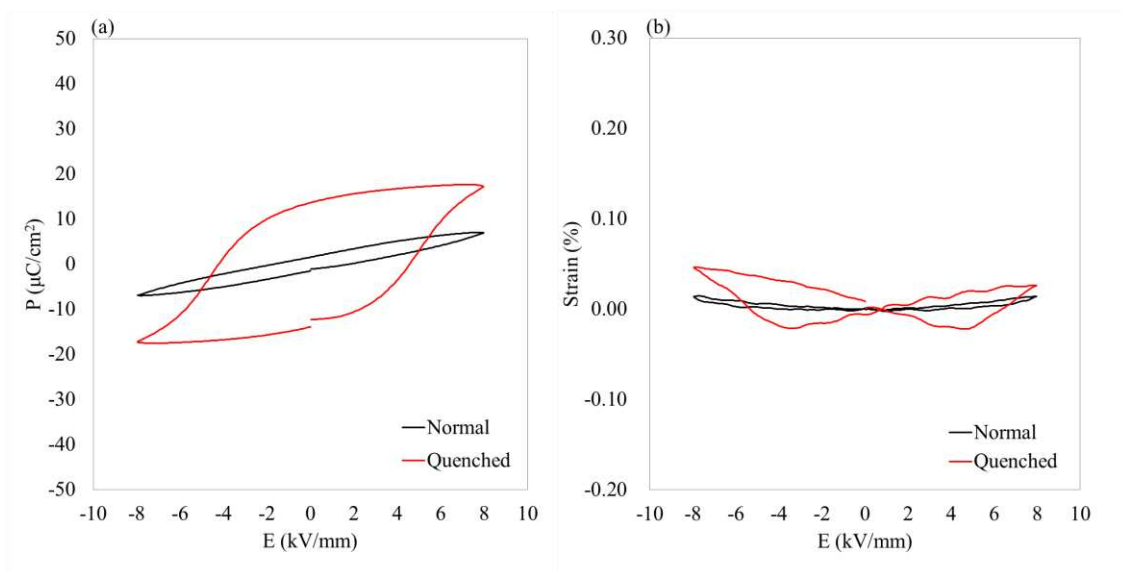 (a)
50
40
30
20
10
0
-10
-20
-30
-40
-50
P (μC/cm²)
-10 -8 -6 -4 -2 0 2 4 6 8 10
E (kV/mm)
Normal
Quenched
(b)
0.30
0.20
0.10
0.00
-0.10
-0.20
Strain (%)
-10 -8 -6 -4 -2 0 2 4 6 8 10
E (kV/mm)
Normal
Quenched